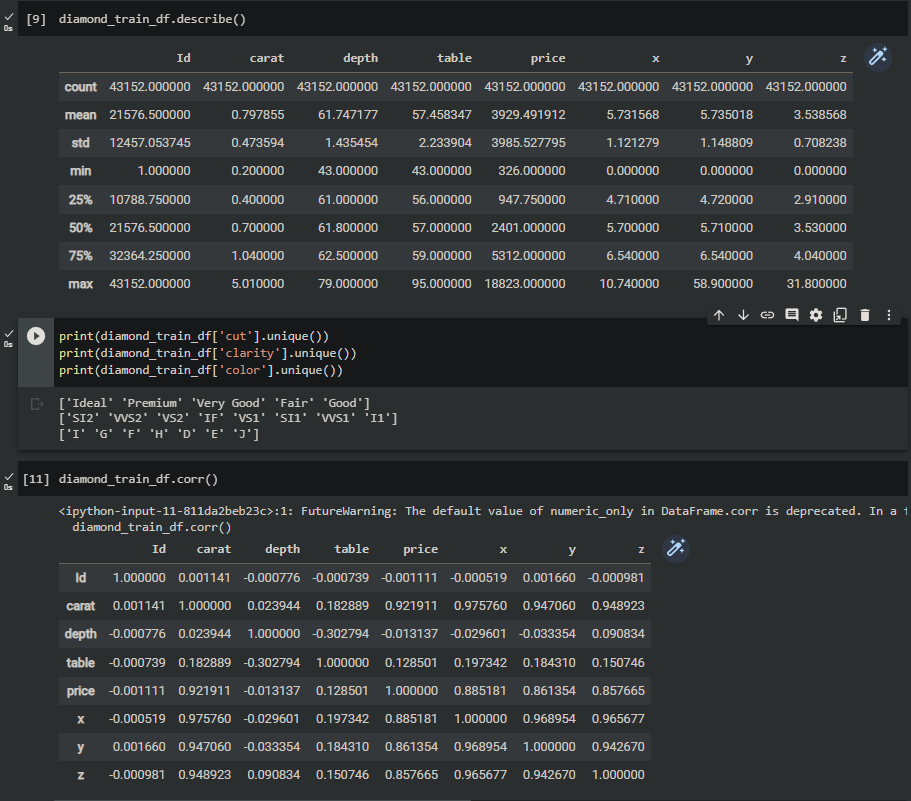 [9] diamond_train_df.describe()
0s
Id carat depth table price x y z
count 43152.000000 43152.000000 43152.000000 43152.000000 43152.000000 43152.000000 43152.000000 43152.000000
mean 21576.500000 0.797855 61.747177 57.458347 3929.491912 5.731568 5.735018 3.538568
std 12457.053745 0.473594 1.435454 2.233904 3985.527795 1.121279 1.148809 0.708238
min 1.000000 0.200000 43.000000 43.000000 326.000000 0.000000 0.000000 0.000000
25% 10788.750000 0.400000 61.000000 56.000000 947.750000 4.710000 4.720000 2.910000
50% 21576.500000 0.700000 61.800000 57.000000 2401.000000 5.700000 5.710000 3.530000
75% 32364.250000 1.040000 62.500000 59.000000 5312.000000 6.540000 6.540000 4.040000
max 43152.000000 5.010000 79.000000 95.000000 18823.000000 10.740000 58.900000 31.800000
print(diamond_train_df['cut'].unique())
0s
print(diamond_train_df['clarity'].unique())
print(diamond_train_df['color'].unique())
['Ideal' 'Premium' 'Very Good' 'Fair' 'Good']
['SI2' 'VVS2' 'VS2' 'IF' 'VS1' 'SI1' 'VVS1' 'I1']
['I' 'G' 'F' 'H' 'D' 'E' 'J']
[11] diamond_train_df.corr()
0s
<ipython-input-11-811da2beb23c>:1: FutureWarning: The default value of numeric_only in DataFrame.corr is deprecated. In a
diamond_train_df.corr()
Id carat depth table price x y z
Id 1.000000 0.001141 -0.000776 -0.000739 -0.001111 -0.000519 0.001660 -0.000981
carat 0.001141 1.000000 0.023944 0.182889 0.921911 0.975760 0.947060 0.948923
depth -0.000776 0.023944 1.000000 -0.302794 -0.013137 -0.029601 -0.033354 0.090834
table -0.000739 0.182889 -0.302794 1.000000 0.128501 0.197342 0.184310 0.150746
price -0.001111 0.921911 -0.013137 0.128501 1.000000 0.885181 0.861354 0.857665
x -0.000519 0.975760 -0.029601 0.197342 0.885181 1.000000 0.968954 0.965677
y 0.001660 0.947060 -0.033354 0.184310 0.861354 0.968954 1.000000 0.942670
z -0.000981 0.948923 0.090834 0.150746 0.857665 0.965677 0.942670 1.000000